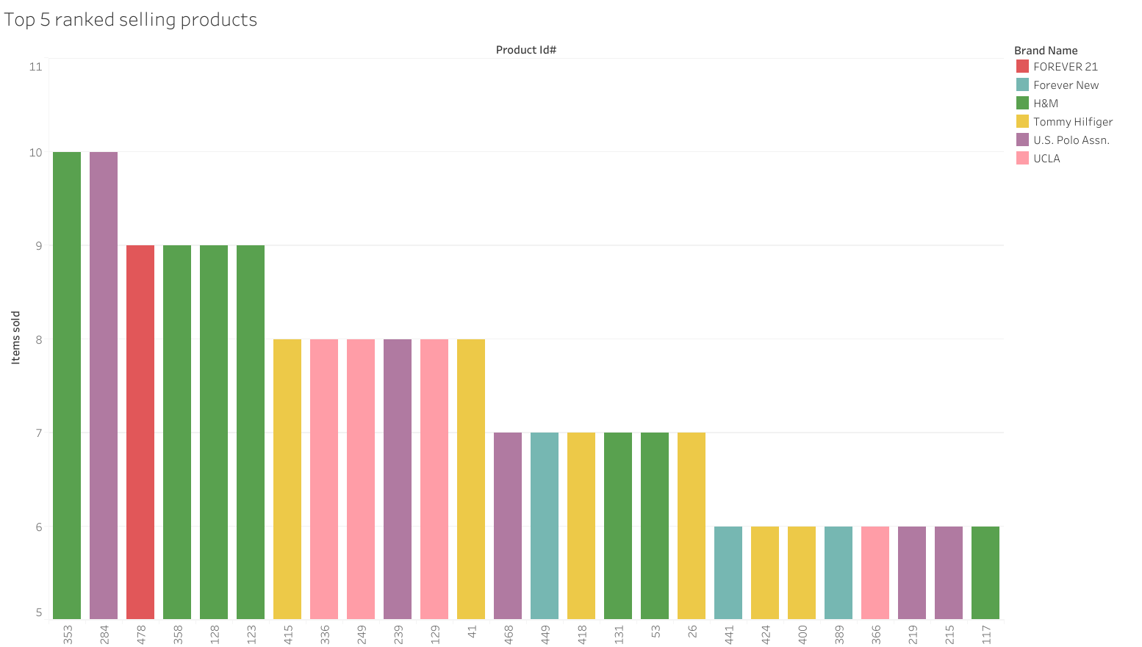 Top 5 ranked selling products
Product Id#
Brand Name
FOREVER 21
Forever New
H&M
Tommy Hilfiger
U.S. Polo Assn.
UCLA
Items sold
11
10
9
8
7
6
5
353 284 478 358 128 123 415 336 249 239 129 41 468 449 418 131 53 26 441 424 400 389 366 219 215 117